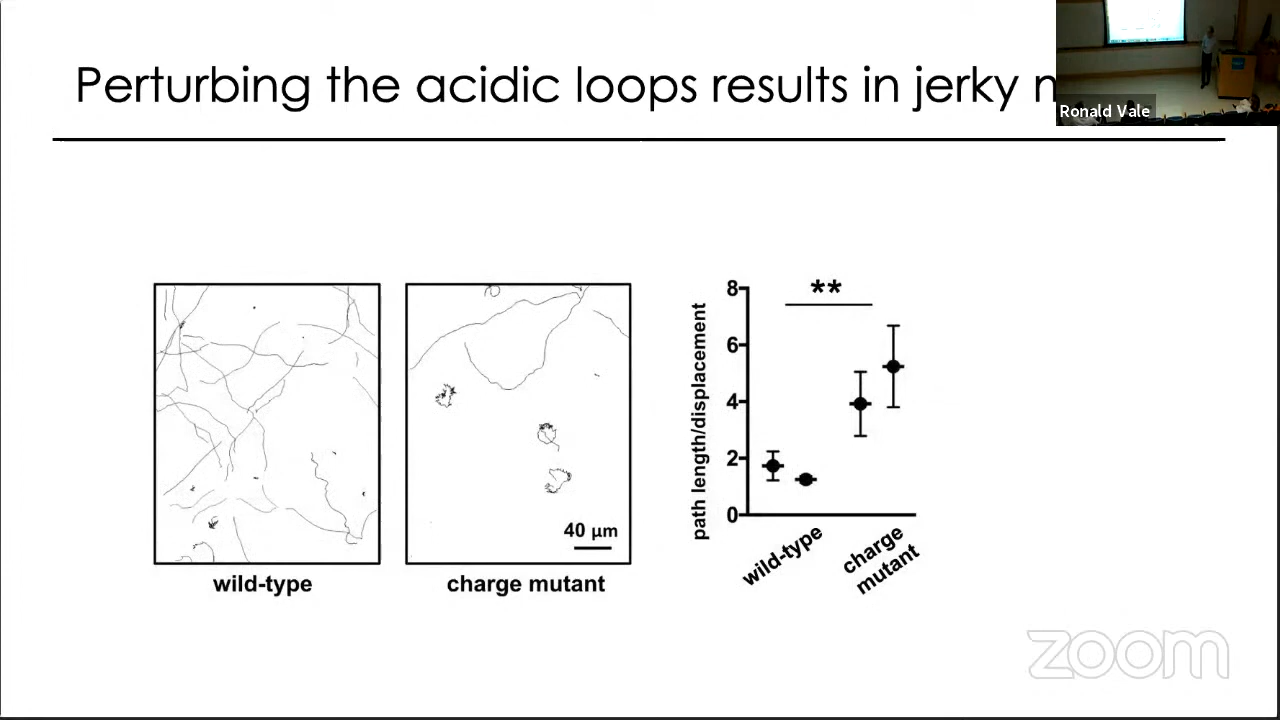 Perturbing the acidic loops results in jerky
Ronald Vale
40 µm
wild-type
charge mutant
**
8
6
4
2
0
path length/displacement
wild-type
charge
mutant
zoom